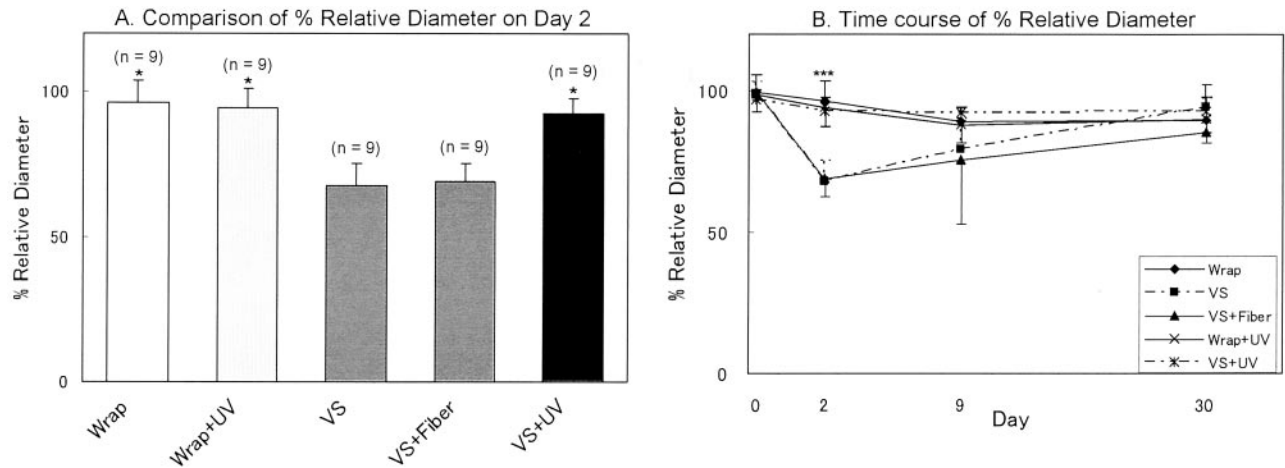 A. Comparison of % Relative Diameter on Day 2
% Relative Diameter
100
50
0
(n = 9)
*
(n = 9)
*
(n = 9)
(n = 9)
(n = 9)
*
Wrap
Wrap+UV
VS
VS+Fiber
VS+UV
B. Time course of % Relative Diameter
% Relative Diameter
100
50
0
***
Wrap
VS
VS+Fiber
Wrap+UV
VS+UV
0 2 9 30
Day